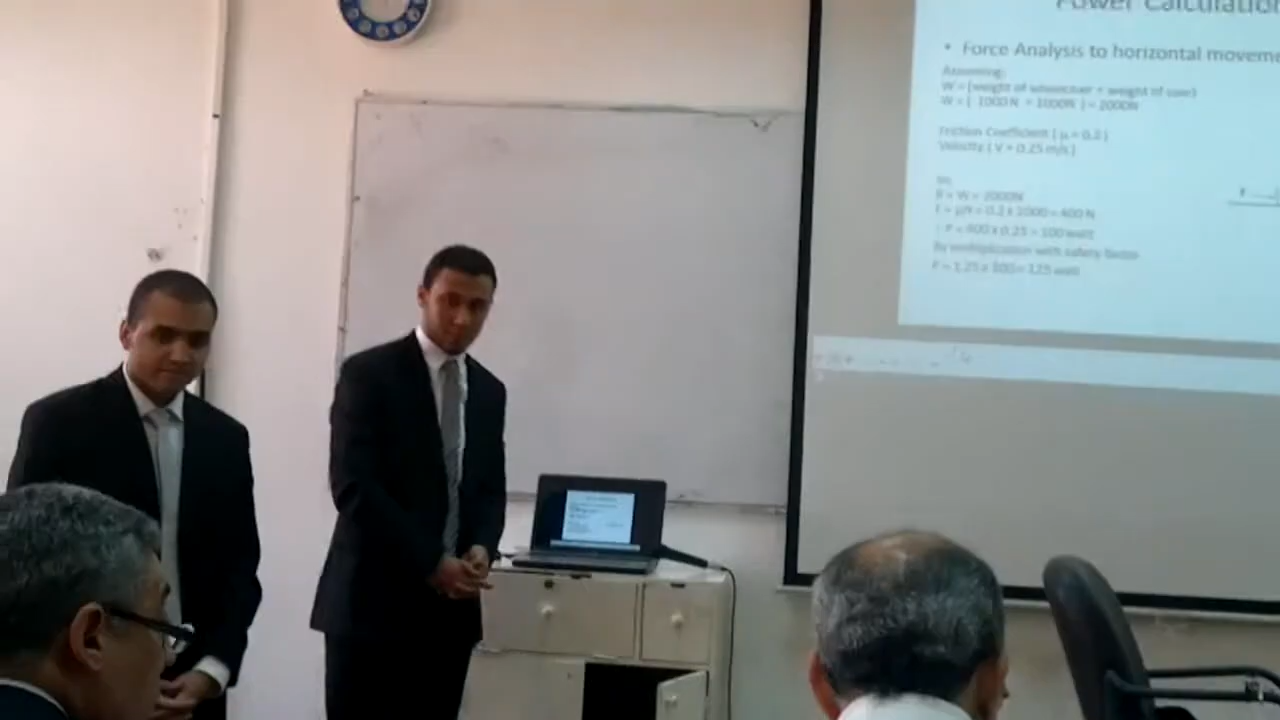 Power Calculation
• Force Analysis to horizontal moveme
Assuming:
W = (weight of wheelchair + weight of user)
W = ( 1000 N + 1000N ) = 2000N
Friction Coefficient ( μ = 0.2 )
Velocity ( V = 0.25 m/s )
So,
R = W = 2000N
F = μR = 0.2 x 2000 = 400 N
∴ P = 400 x 0.25 = 100 watt
By multiplication with safety factor
P = 1.25 x 100 = 125 watt